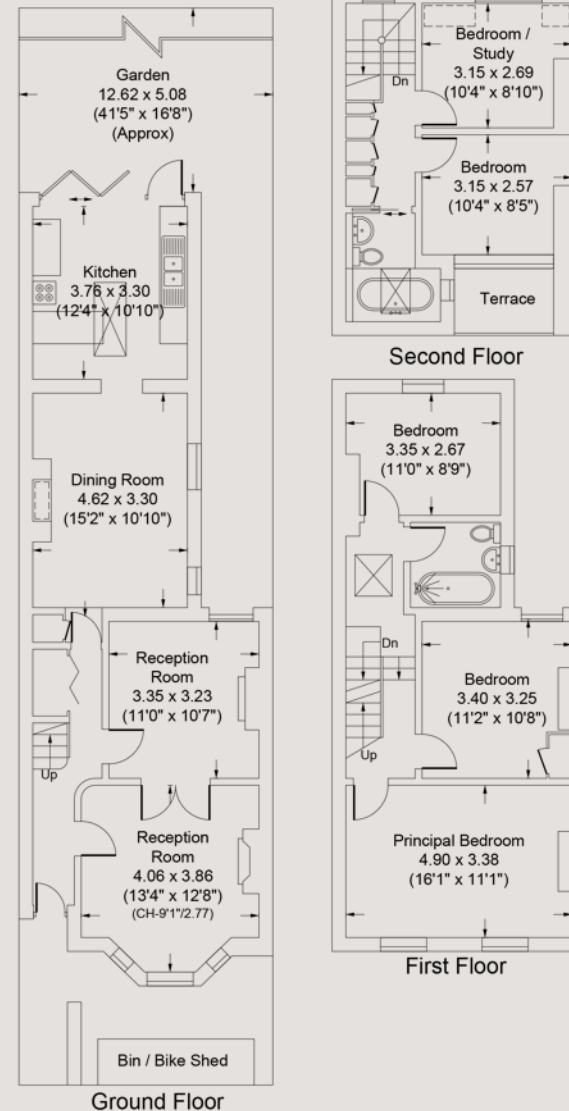 Garden
12.62 x 5.08
(41'5" x 16'8")
(Approx)
Kitchen
3.76 x 3.30
(12'4" x 10'10")
Dining Room
4.62 x 3.30
(15'2" x 10'10")
Reception
Room
3.35 x 3.23
(11'0" x 10'7")
Up
Reception
Room
4.06 x 3.86
(13'4" x 12'8")
(CH-9'1"/2.77)
Bin / Bike Shed
Ground Floor
Bedroom /
Study
3.15 x 2.69
(10'4" x 8'10")
Dn
Bedroom
3.15 x 2.57
(10'4" x 8'5")
Terrace
Second Floor
Bedroom
3.35 x 2.67
(11'0" x 8'9")
Dn
Bedroom
3.40 x 3.25
(11'2" x 10'8")
Up
Principal Bedroom
4.90 x 3.38
(16'1" x 11'1")
First Floor